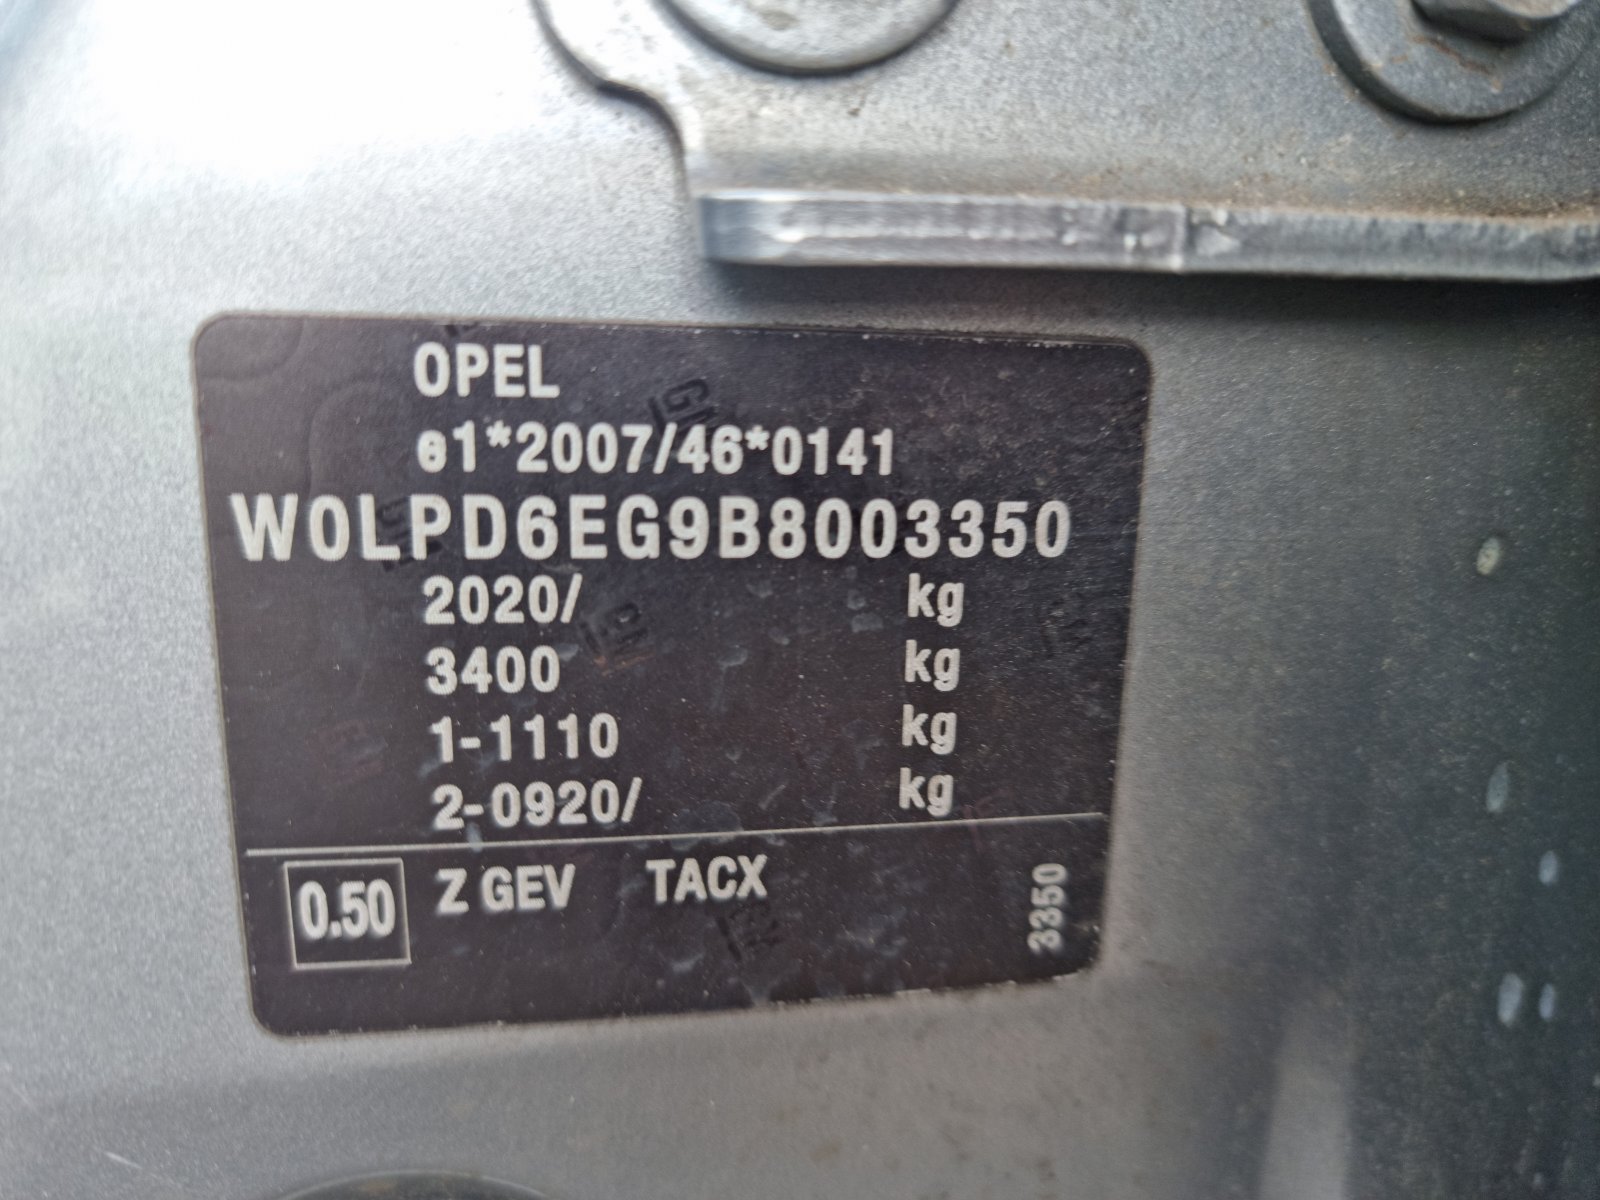 OPEL
e1*2007/46*0141
W0LPD6EG9B8003350
2020/ kg
3400 kg
1-1110 kg
2-0920/ kg
0.50 Z GEV TACX
3350